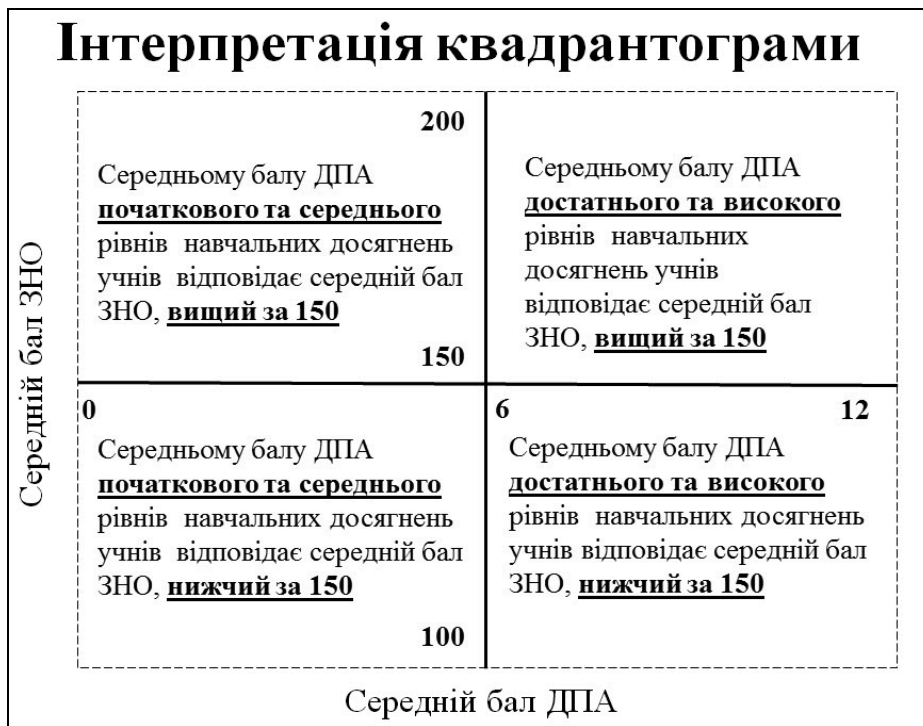 Інтерпретація квадрантограми
200
Середньому балу ДПА
початкового та середнього
рівнів навчальних досягнень
учнів відповідає середній бал
ЗНО, вищий за 150
150
Середньому балу ДПА
достатнього та високого
рівнів навчальних
досягнень учнів
відповідає середній бал
ЗНО, вищий за 150
Середній бал ЗНО
0
6
12
Середньому балу ДПА
початкового та середнього
рівнів навчальних досягнень
учнів відповідає середній бал
ЗНО, нижчий за 150
100
Середньому балу ДПА
достатнього та високого
рівнів навчальних досягнень
учнів відповідає середній бал
ЗНО, нижчий за 150
Середній бал ДПА